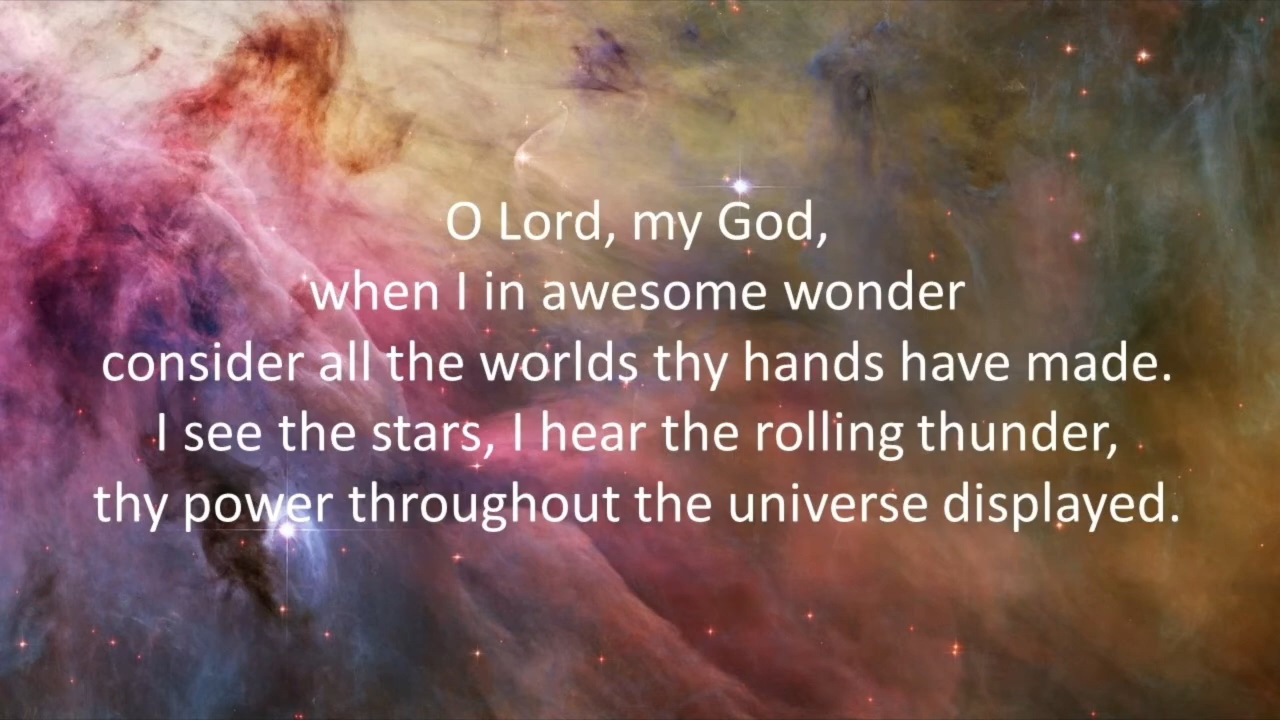 O Lord, my God,
when I in awesome wonder
consider all the worlds thy hands have made.
I see the stars, I hear the rolling thunder,
thy power throughout the universe displayed.